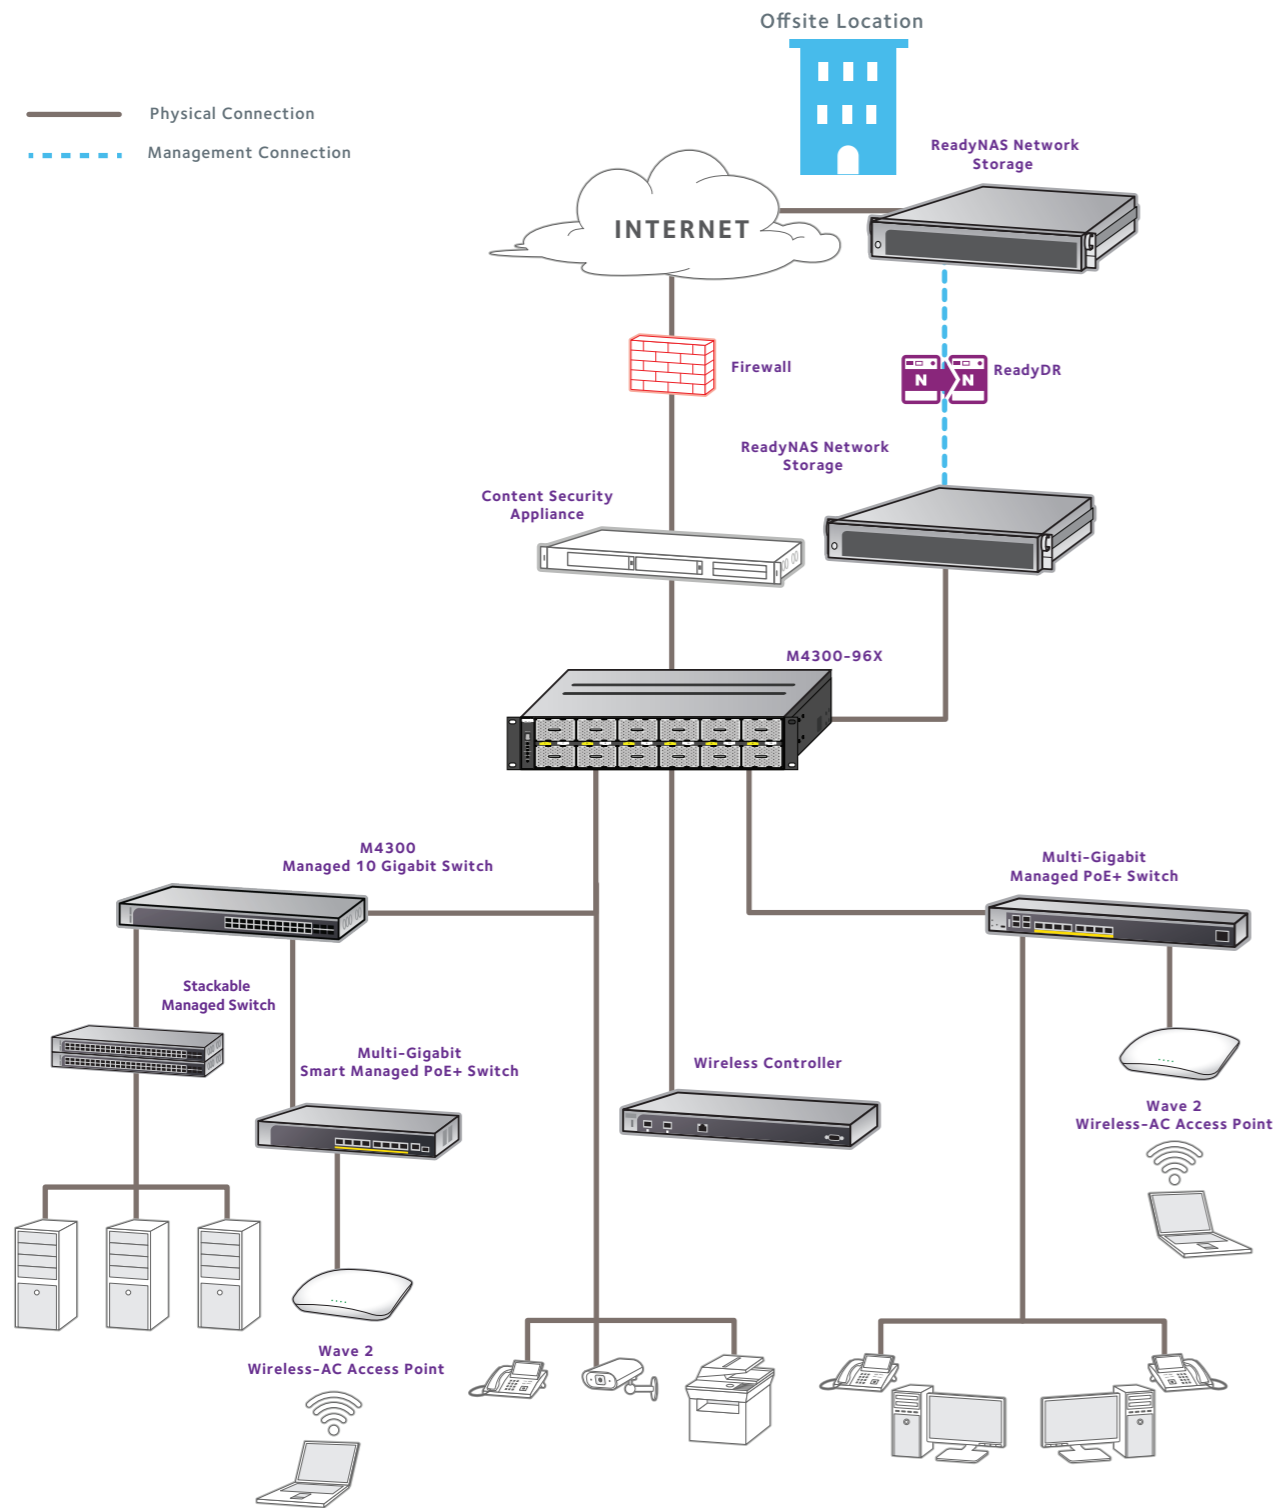 Offsite Location
Physical Connection
Management Connection
ReadyNAS Network
Storage
INTERNET
Firewall
N
N
ReadyDR
ReadyNAS Network
Storage
Content Security
Appliance
M4300-96X
M4300
Managed 10 Gigabit Switch
Multi-Gigabit
Managed PoE+ Switch
Stackable
Managed Switch
Multi-Gigabit
Smart Managed PoE+ Switch
Wireless Controller
Wave 2
Wireless-AC Access Point
Wave 2
Wireless-AC Access Point